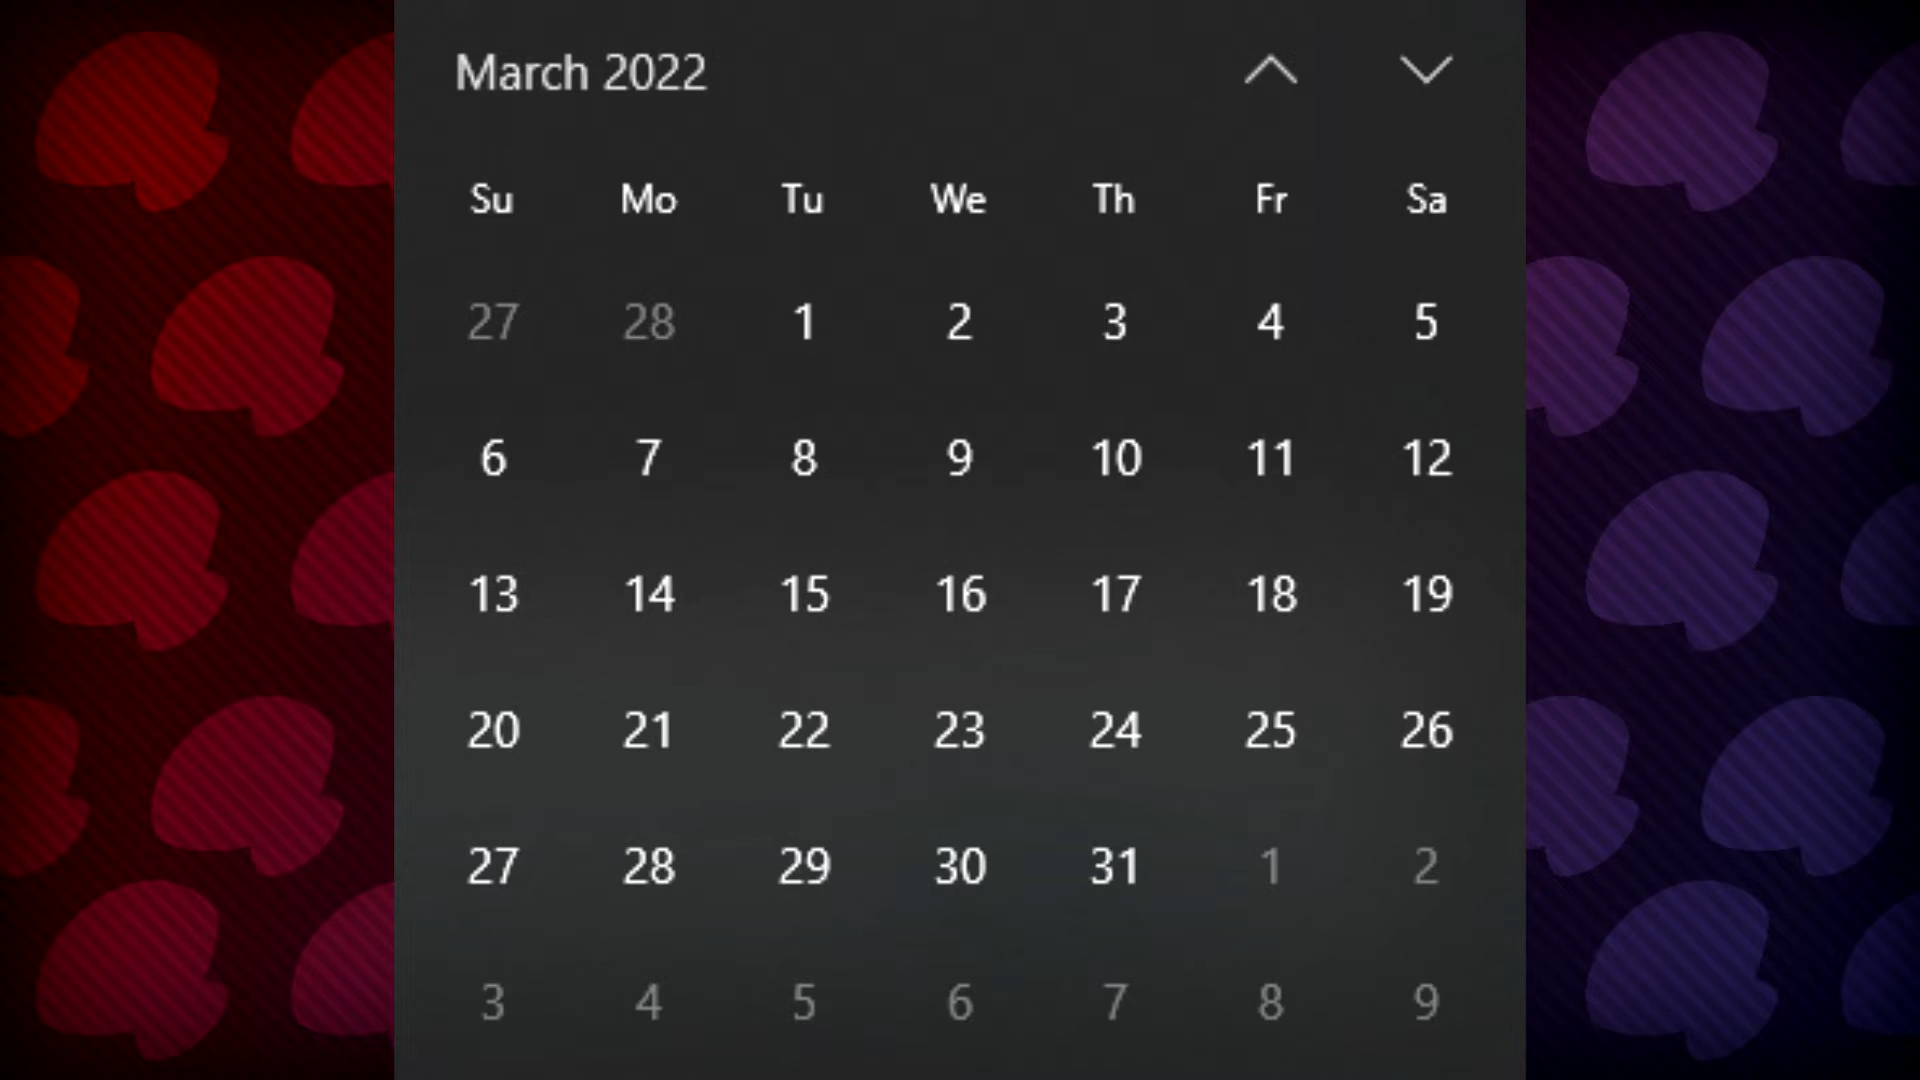 March 2022
Su Mo Tu We Th Fr Sa
27 28 1 2 3 4 5
6 7 8 9 10 11 12
13 14 15 16 17 18 19
20 21 22 23 24 25 26
27 28 29 30 31 1 2
3 4 5 6 7 8 9